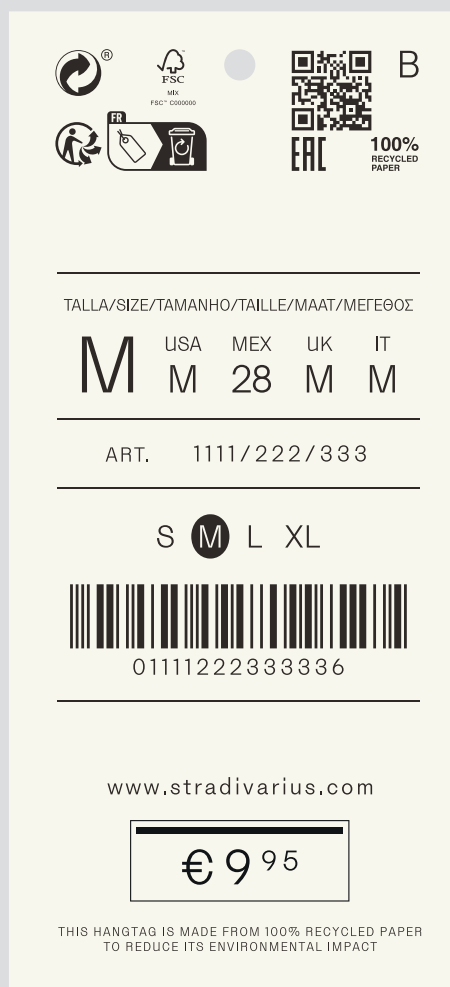 ®
FSC
MIX
FSC™ C000000
B
FR
EAC
100%
RECYCLED
PAPER
TALLA/SIZE/TAMANHO/TAILLE/MAAT/ΜΕΓΕΘΟΣ
USA MEX UK IT
M M 28 M M
ART. 1111/222/333
S M L XL
01111222333336
www.stradivarius.com
€ 9 95
THIS HANGTAG IS MADE FROM 100% RECYCLED PAPER
TO REDUCE ITS ENVIRONMENTAL IMPACT